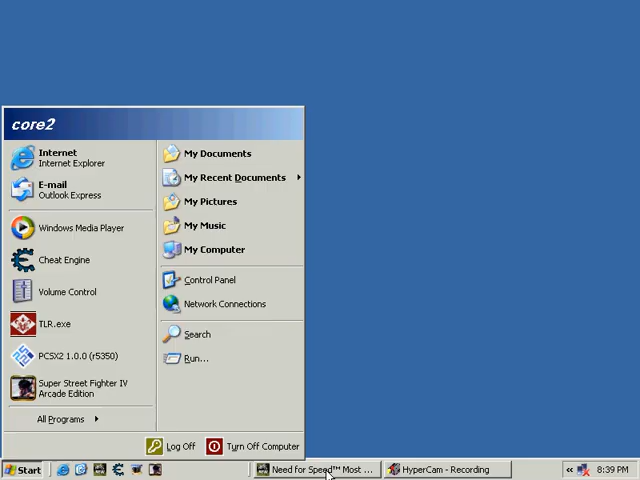 core2
Internet
Internet Explorer
E-mail
Outlook Express
Windows Media Player
Cheat Engine
Volume Control
TLR.exe
PCSX2 1.0.0 (r5350)
Super Street Fighter IV
Arcade Edition
All Programs
My Documents
My Recent Documents
My Pictures
My Music
My Computer
Control Panel
Network Connections
Search
Run...
Log Off
Turn Off Computer
Start
Need for Speed™ Most ...
HyperCam - Recording
8:39 PM